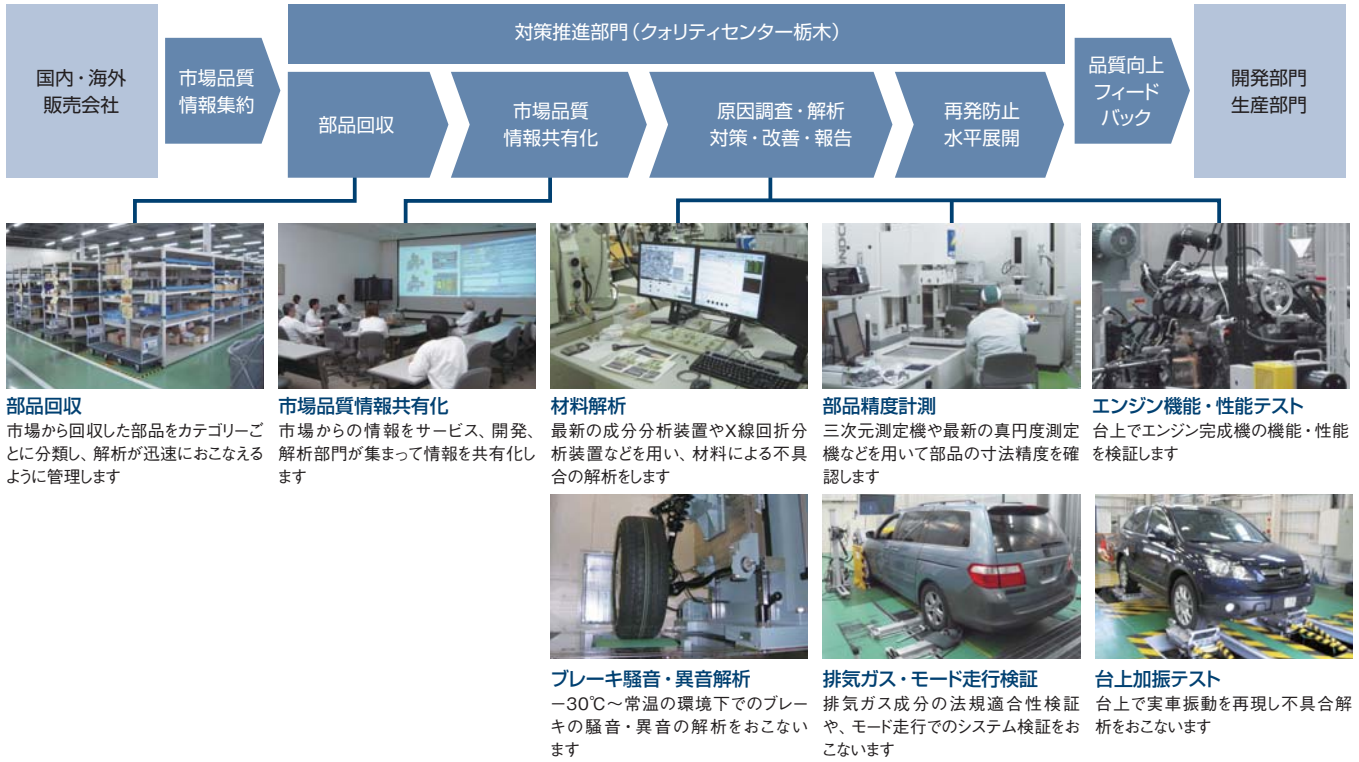 対策推進部門（クォリティセンター栃木）
国内・海外
販売会社
市場品質
情報集約
部品回収
市場品質
情報共有化
原因調査・解析
対策・改善・報告
再発防止
水平展開
品質向上
フィード
バック
開発部門
生産部門
部品回収
市場から回収した部品をカテゴリーご
とに分類し、解析が迅速におこなえる
ように管理します
市場品質情報共有化
市場からの情報をサービス、開発、
解析部門が集まって情報を共有化し
ます
材料解析
最新の成分分析装置やX線回折分
析装置などを用い、材料による不具
合の解析をします
部品精度計測
三次元測定機や最新の真円度測定
機などを用いて部品の寸法精度を確
認します
エンジン機能・性能テスト
台上でエンジン完成機の機能・性能
を検証します
ブレーキ騒音・異音解析
−30℃〜常温の環境下でのブレー
キの騒音・異音の解析をおこない
ます
排気ガス・モード走行検証
排気ガス成分の法規適合性検証
や、モード走行でのシステム検証をお
こないます
台上加振テスト
台上で実車振動を再現し不具合解
析をおこないます